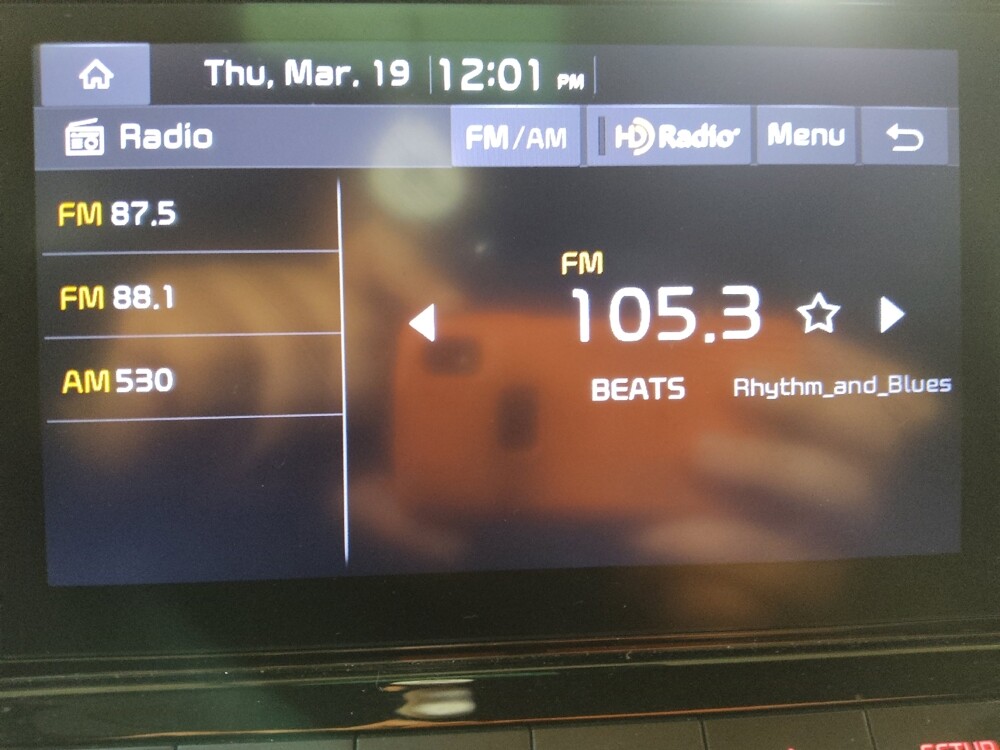 Thu, Mar. 19 12:01 PM
Radio FM/AM HD Radio Menu
FM 87.5
FM 88.1
AM 530
FM
105.3
BEATS Rhythm_and_Blues
SETUP